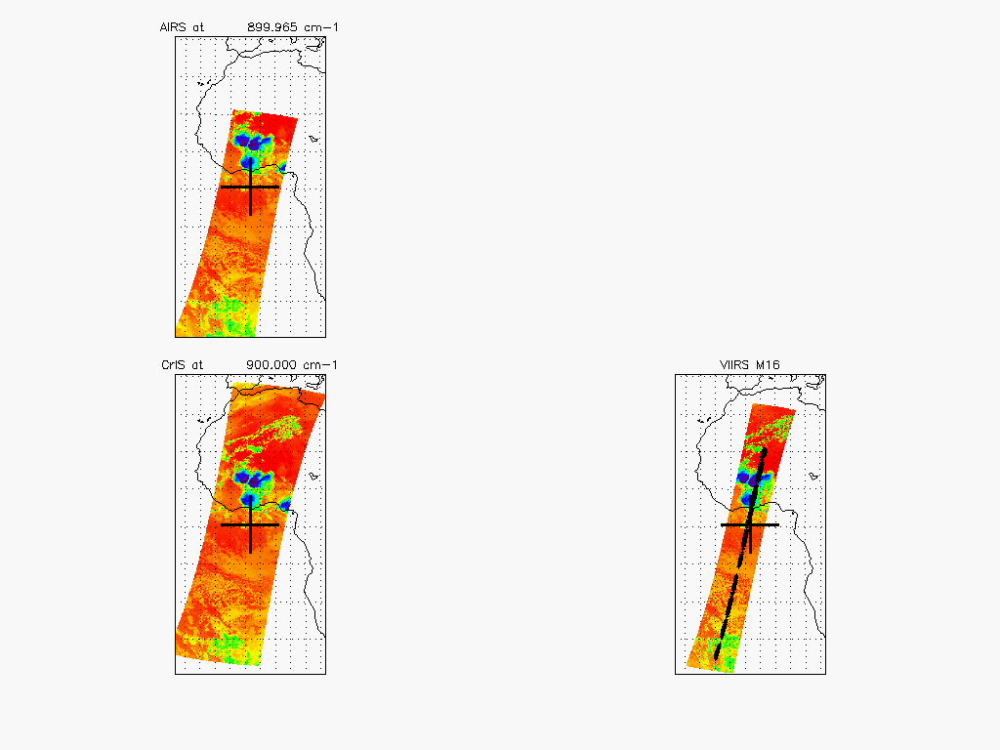 AIRS at 899.965 cm-1
CrIS at 900.000 cm-1
VIIRS M16